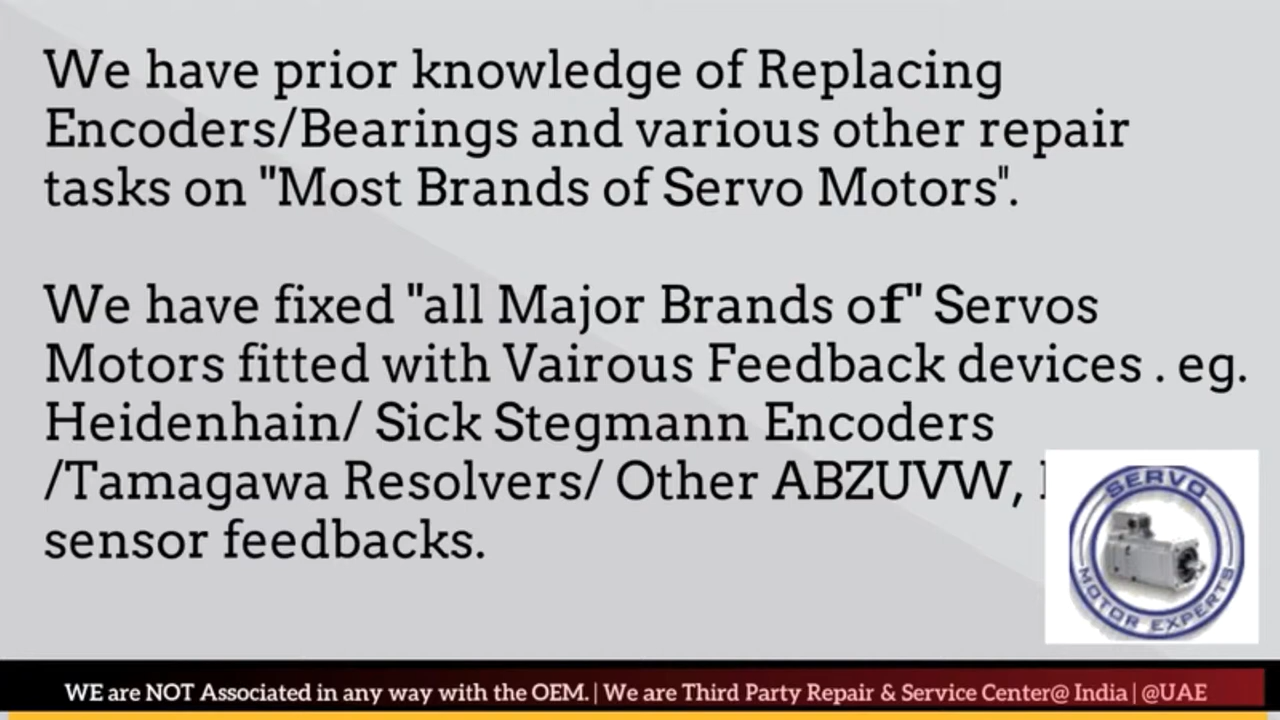 We have prior knowledge of Replacing
Encoders/Bearings and various other repair
tasks on "Most Brands of Servo Motors".
We have fixed "all Major Brands of" Servos
Motors fitted with Vairous Feedback devices . eg.
Heidenhain/ Sick Stegmann Encoders
/Tamagawa Resolvers/ Other ABZUVW,
sensor feedbacks.
SERVO
MOTOR EXPERTS
WE are NOT Associated in any way with the OEM. | We are Third Party Repair & Service Center@ India | @UAE